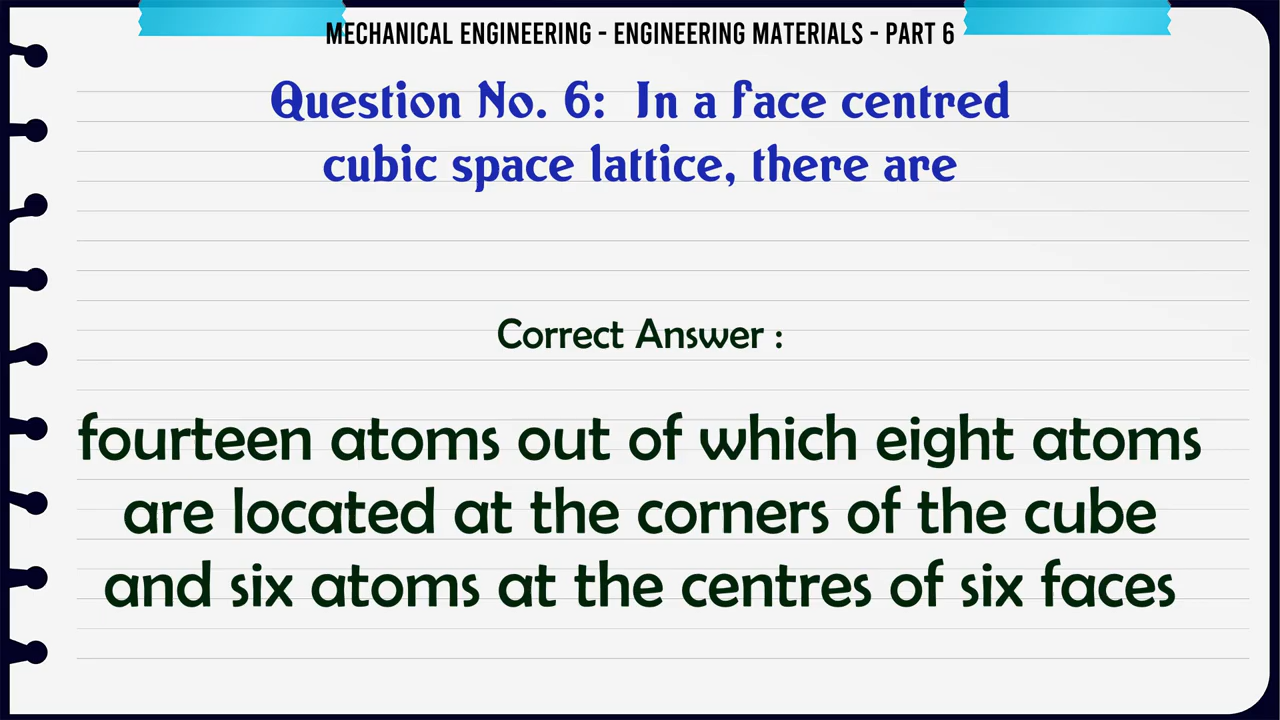 MECHANICAL ENGINEERING - ENGINEERING MATERIALS - PART 6
Question No. 6: In a face centred
cubic space lattice, there are
Correct Answer :
fourteen atoms out of which eight atoms
are located at the corners of the cube
and six atoms at the centres of six faces